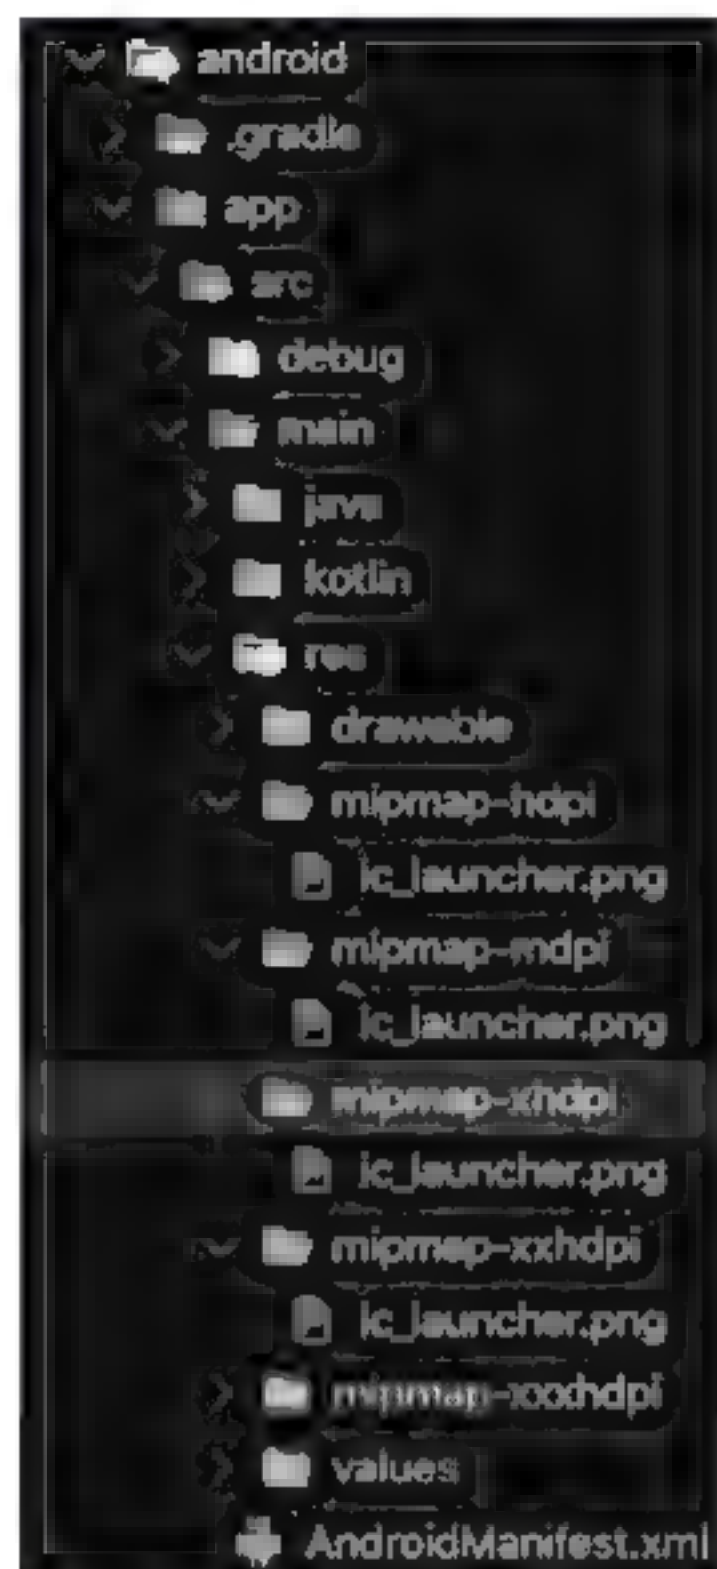 android
.gradle
app
src
debug
main
java
kotlin
res
drawable
mipmap-hdpi
ic_launcher.png
mipmap-mdpi
ic_launcher.png
mipmap-xhdpi
ic_launcher.png
mipmap-xxhdpi
ic_launcher.png
mipmap-xxxhdpi
values
AndroidManifest.xml